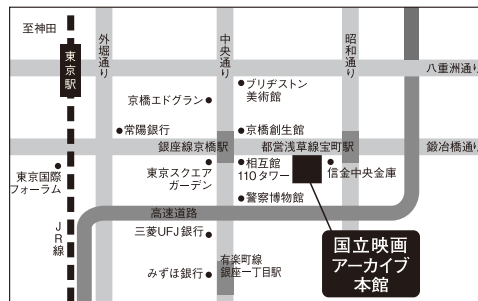 至神田
東京駅
外堀通り
中央通り
昭和通り
八重洲通り
ブリヂストン
美術館
京橋エドグラン
常陽銀行
京橋創生館
銀座線京橋駅
都営浅草線宝町駅
鍛冶橋通り
東京国際
フォーラム
東京スクエア
ガーデン
相互館
110タワー
信金中央金庫
警察博物館
高速道路
JR線
三菱UFJ銀行
国立映画
アーカイブ
本館
みずほ銀行
有楽町線
銀座一丁目駅